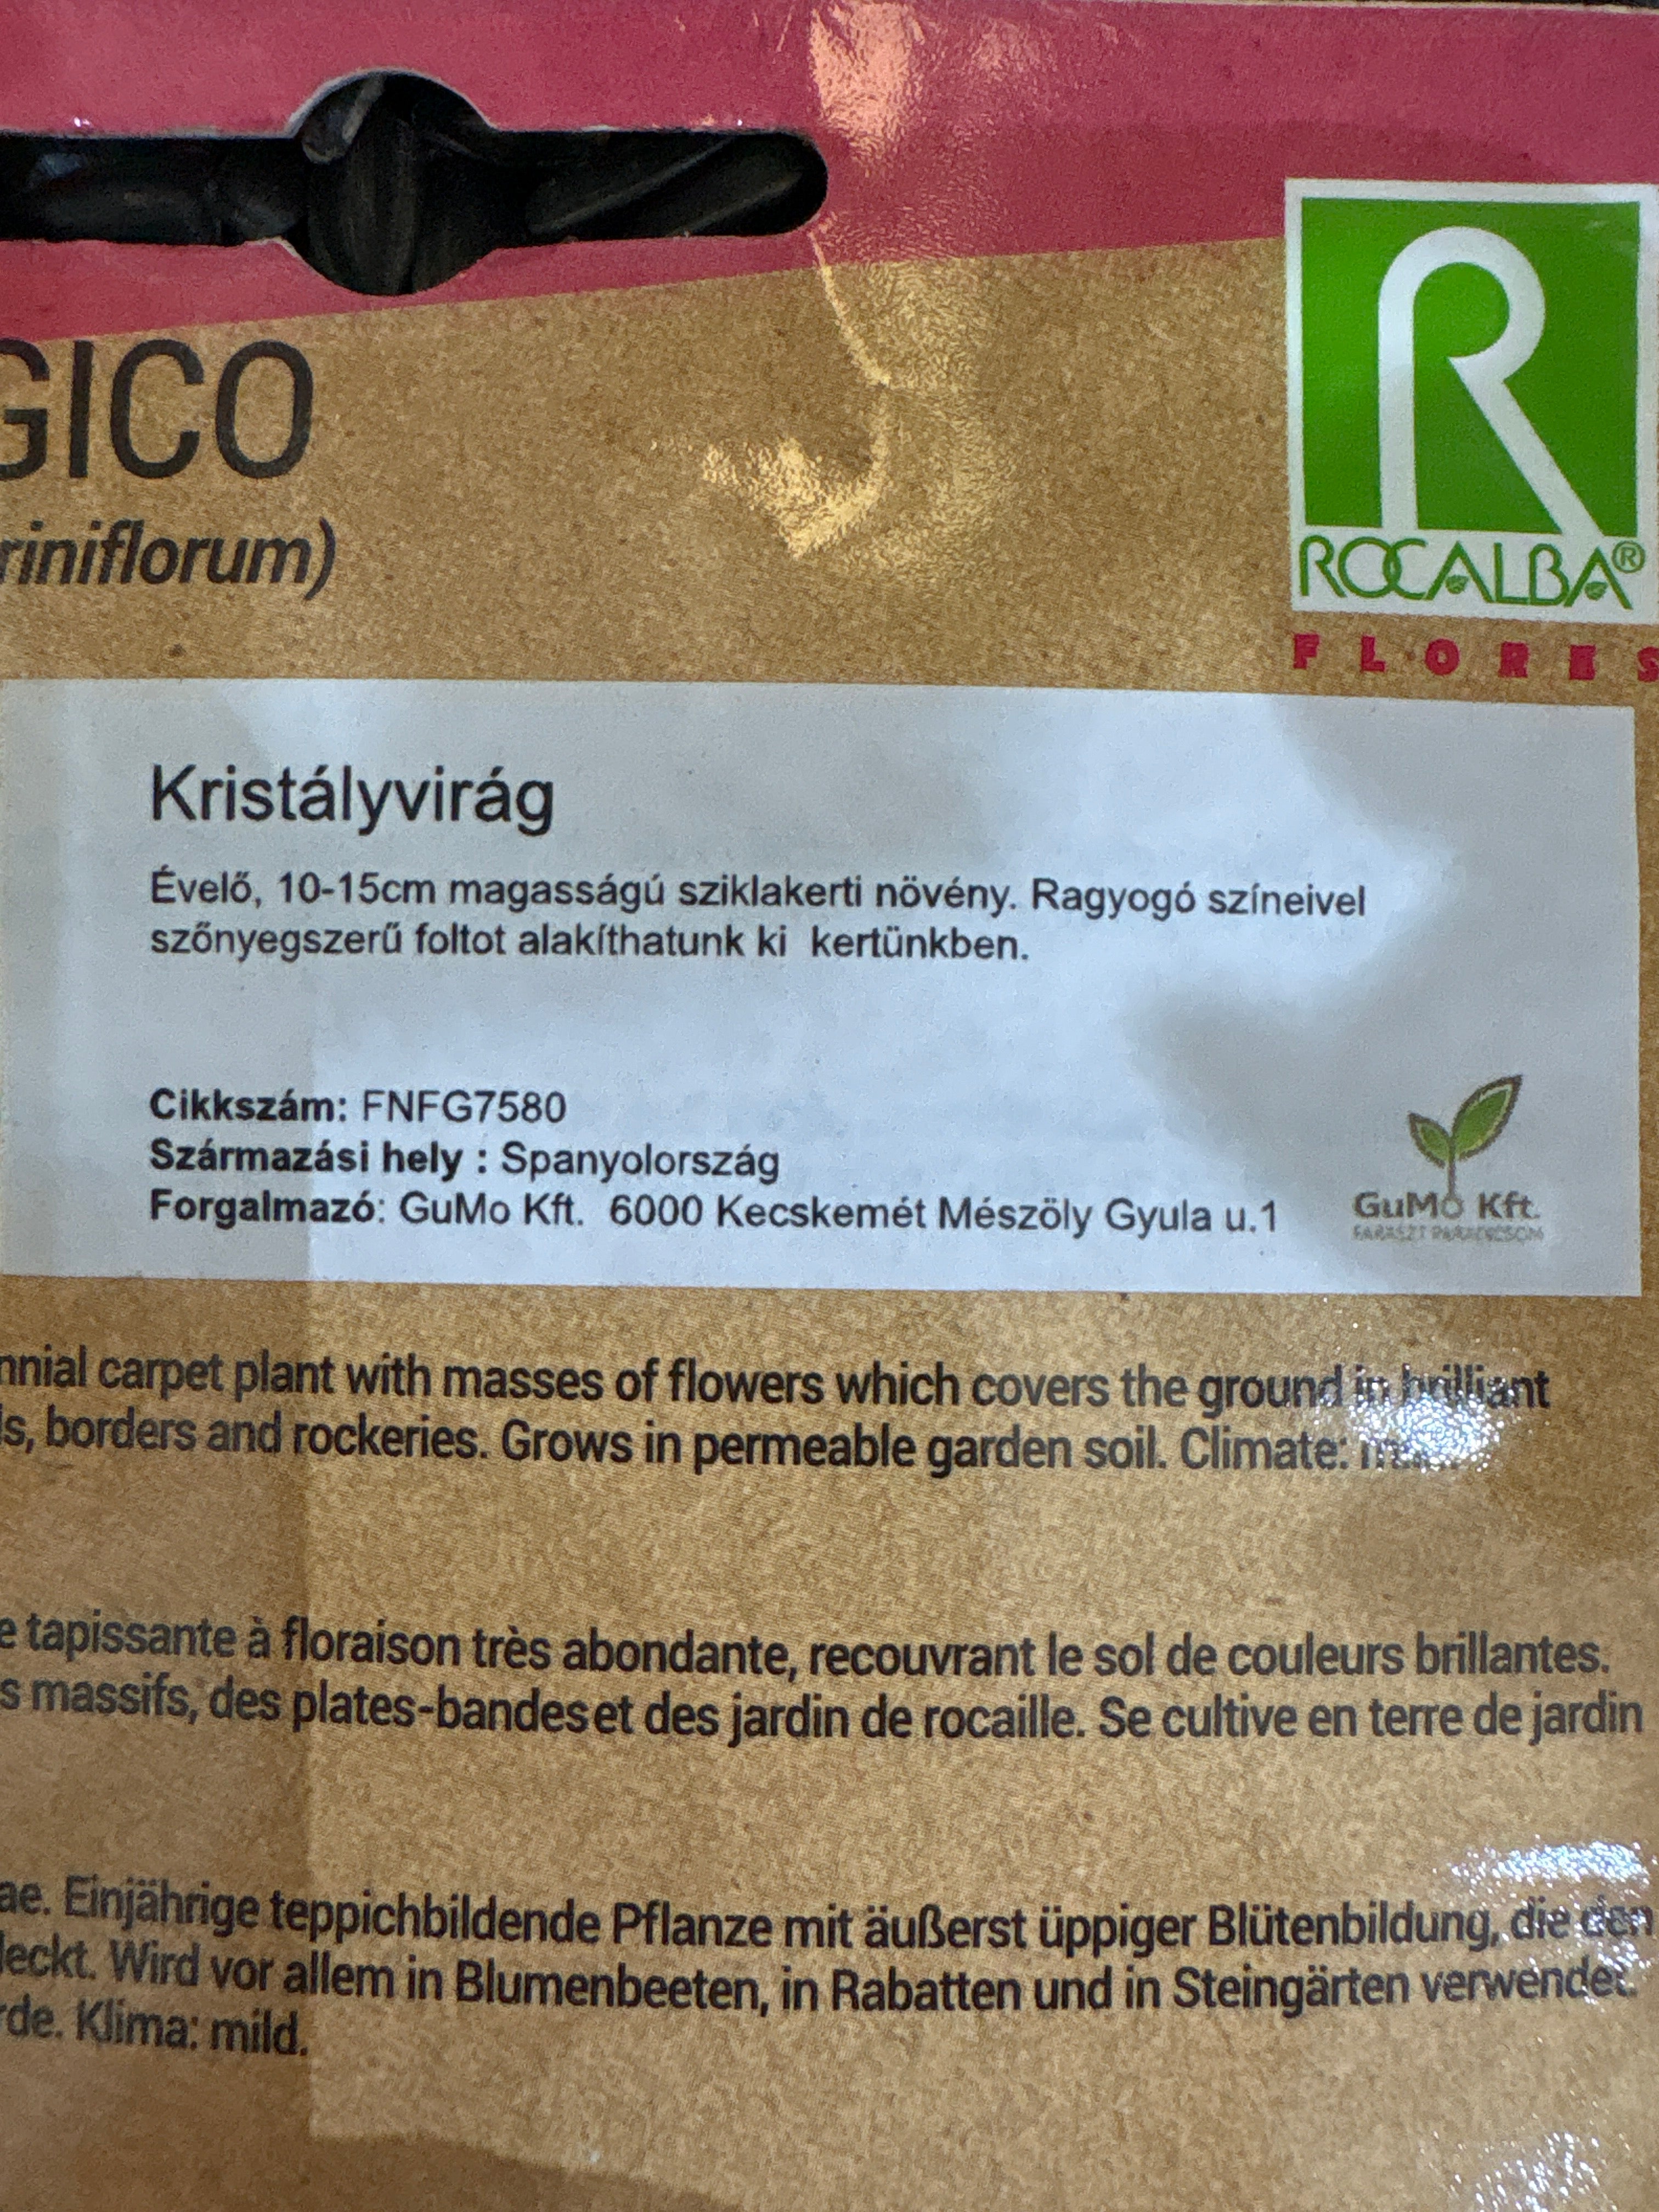 GICO
riniflorum)
R
ROCALBA®
FLORES
Kristályvirág
Évelő, 10-15cm magasságú sziklakerti növény. Ragyogó színeivel
szőnyegszerű foltot alakíthatunk ki kertünkben.
Cikkszám: FNFG7580
Származási hely : Spanyolország
Forgalmazó: GuMo Kft. 6000 Kecskemét Mészöly Gyula u.1
GuMo Kft.
nnial carpet plant with masses of flowers which covers the ground in brilliant
s, borders and rockeries. Grows in permeable garden soil. Climate:
e tapissante à floraison très abondante, recouvrant le sol de couleurs brillantes.
s massifs, des plates-bandes et des jardin de rocaille. Se cultive en terre de jardin
ae. Einjährige teppichbildende Pflanze mit äußerst üppiger Blütenbildung, die den
leckt. Wird vor allem in Blumenbeeten, in Rabatten und in Steingärten verwendet.
rde. Klima: mild.